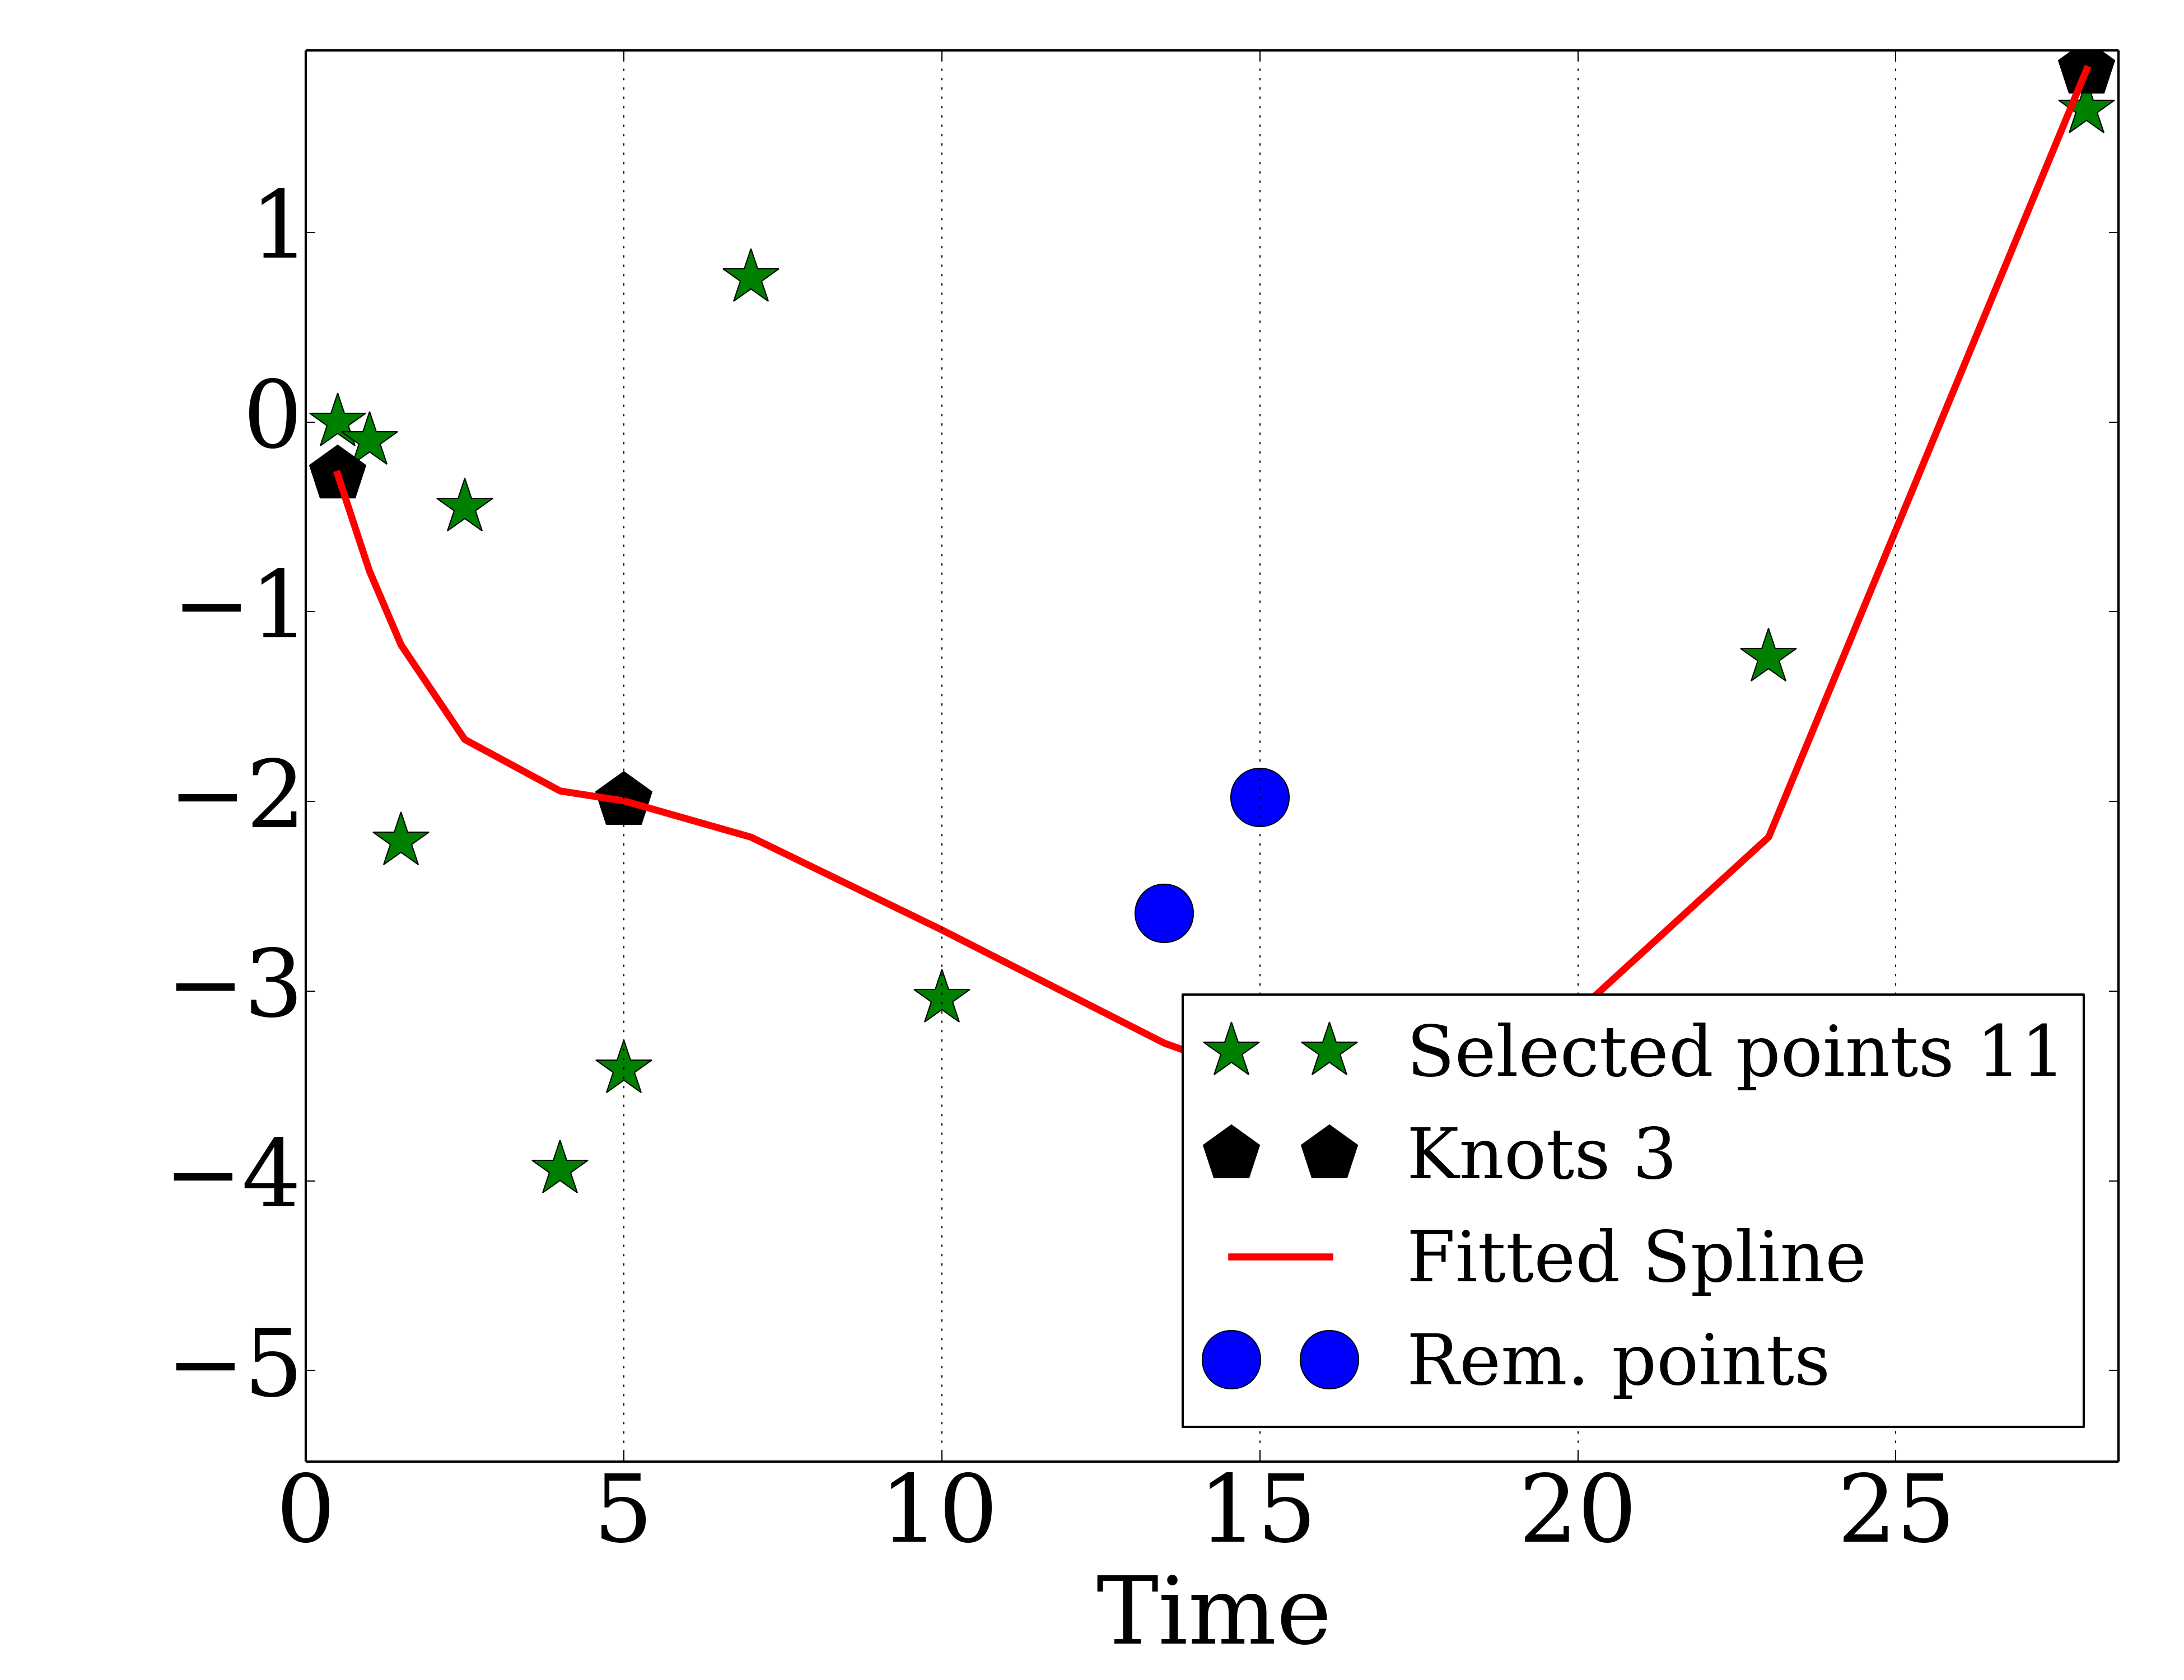 1
0
−1
−2
−3
−4
−5
Selected points 11
Knots 3
Fitted Spline
Rem. points
0 5 10 15 20 25
Time